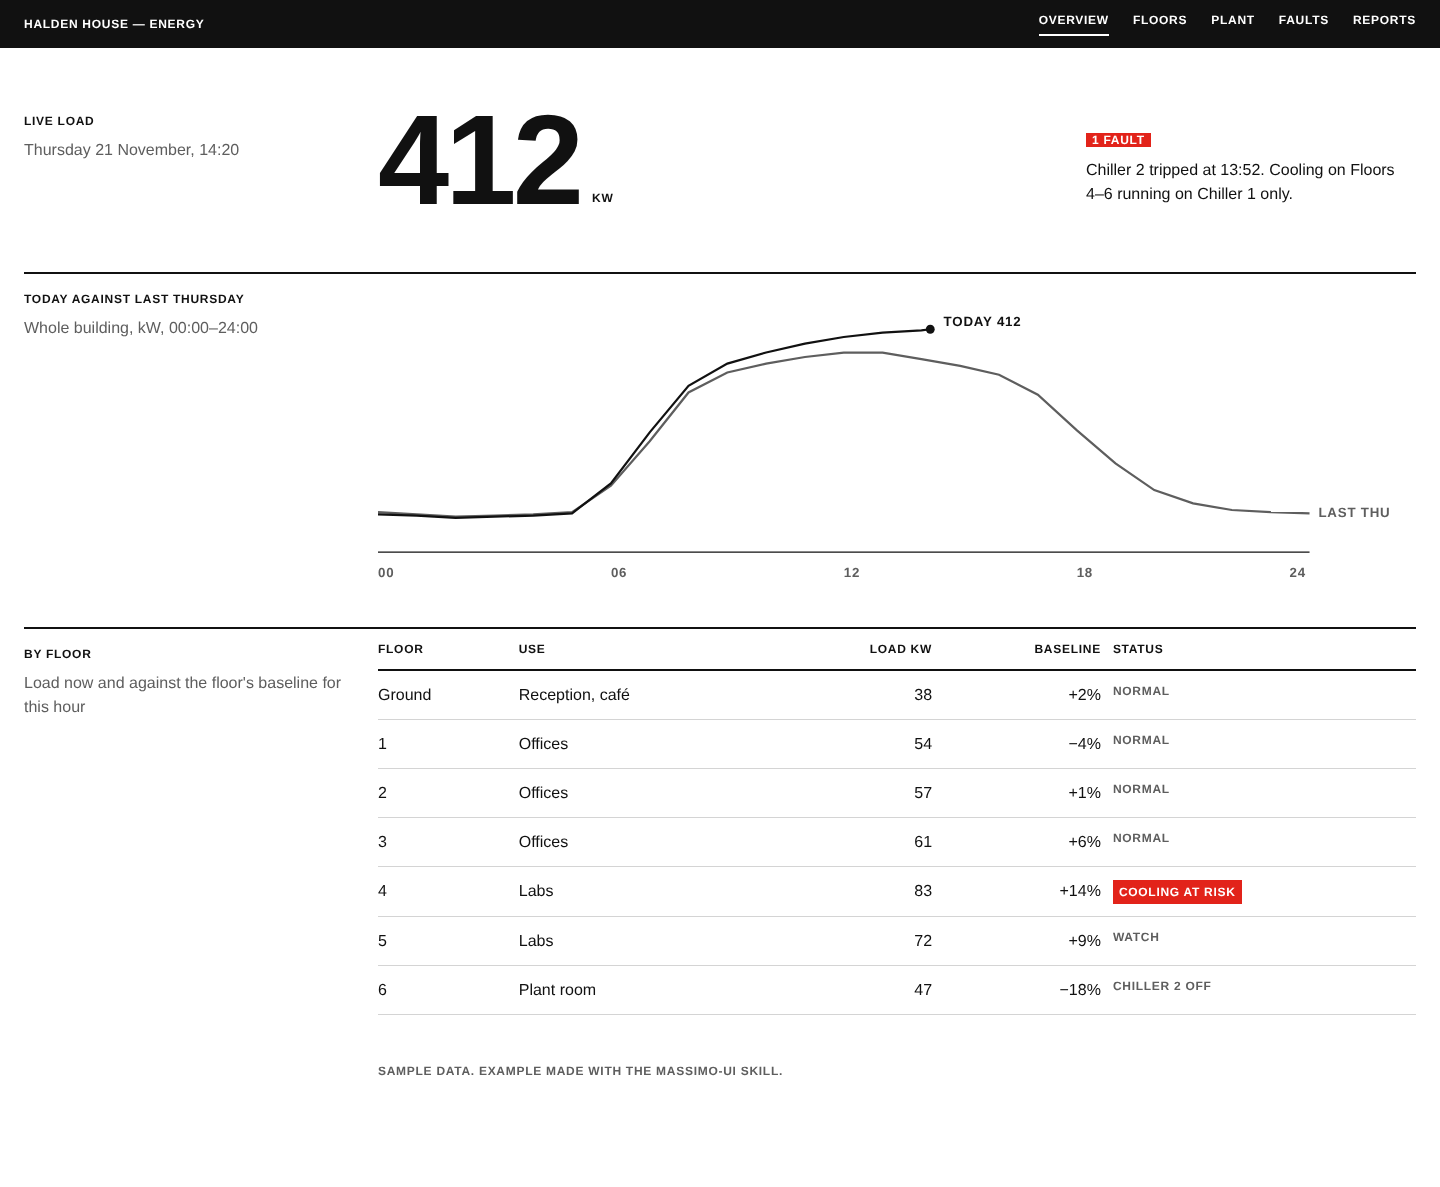 HALDEN HOUSE — ENERGY
OVERVIEW FLOORS PLANT FAULTS REPORTS
LIVE LOAD
Thursday 21 November, 14:20
412 KW
1 FAULT
Chiller 2 tripped at 13:52. Cooling on Floors
4–6 running on Chiller 1 only.
TODAY AGAINST LAST THURSDAY
Whole building, kW, 00:00–24:00
TODAY 412
LAST THU
00 06 12 18 24
BY FLOOR
Load now and against the floor's baseline for
this hour
FLOOR USE LOAD KW BASELINE STATUS
Ground Reception, café 38 +2% NORMAL
1 Offices 54 −4% NORMAL
2 Offices 57 +1% NORMAL
3 Offices 61 +6% NORMAL
4 Labs 83 +14% COOLING AT RISK
5 Labs 72 +9% WATCH
6 Plant room 47 −18% CHILLER 2 OFF
SAMPLE DATA. EXAMPLE MADE WITH THE MASSIMO-UI SKILL.